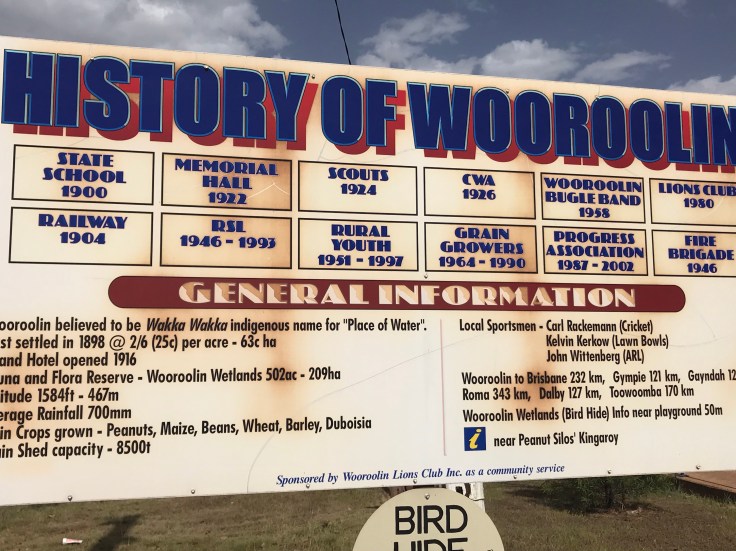 HISTORY OF WOOROOLIN
STATE SCHOOL 1900
MEMORIAL HALL 1922
SCOUTS 1924
CWA 1926
WOOROOLIN BUGLE BAND 1958
LIONS CLUB 1980
RAILWAY 1904
RSL 1946 - 1993
RURAL YOUTH 1951 - 1997
GRAIN GROWERS 1964 - 1990
PROGRESS ASSOCIATION 1987 - 2002
FIRE BRIGADE 1946
GENERAL INFORMATION
ooroolin believed to be Wakka Wakka indigenous name for "Place of Water".
st settled in 1898 @ 2/6 (25c) per acre - 63c ha
and Hotel opened 1916
una and Flora Reserve - Wooroolin Wetlands 502ac - 209ha
titude 1584ft - 467m
erage Rainfall 700mm
in Crops grown - Peanuts, Maize, Beans, Wheat, Barley, Duboisia
ain Shed capacity - 8500t
Local Sportsmen - Carl Rackemann (Cricket)
Kelvin Kerkow (Lawn Bowls)
John Wittenberg (ARL)
Wooroolin to Brisbane 232 km, Gympie 121 km, Gayndah 12
Roma 343 km, Dalby 127 km, Toowoomba 170 km
Wooroolin Wetlands (Bird Hide) Info near playground 50m
i near Peanut Silos' Kingaroy
Sponsored by Wooroolin Lions Club Inc. as a community service
BIRD
HIDE